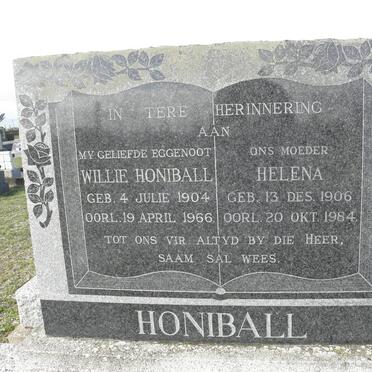 IN TERE HERINNERING
AAN
MY GELIEFDE EGGENOOT
WILLIE HONIBALL
GEB. 4 JULIE 1904
OORL. 19 APRIL 1966
ONS MOEDER
HELENA
GEB. 13 DES. 1906
OORL. 20 OKT. 1984
TOT ONS VIR ALTYD BY DIE HEER,
SAAM SAL WEES.
HONIBALL